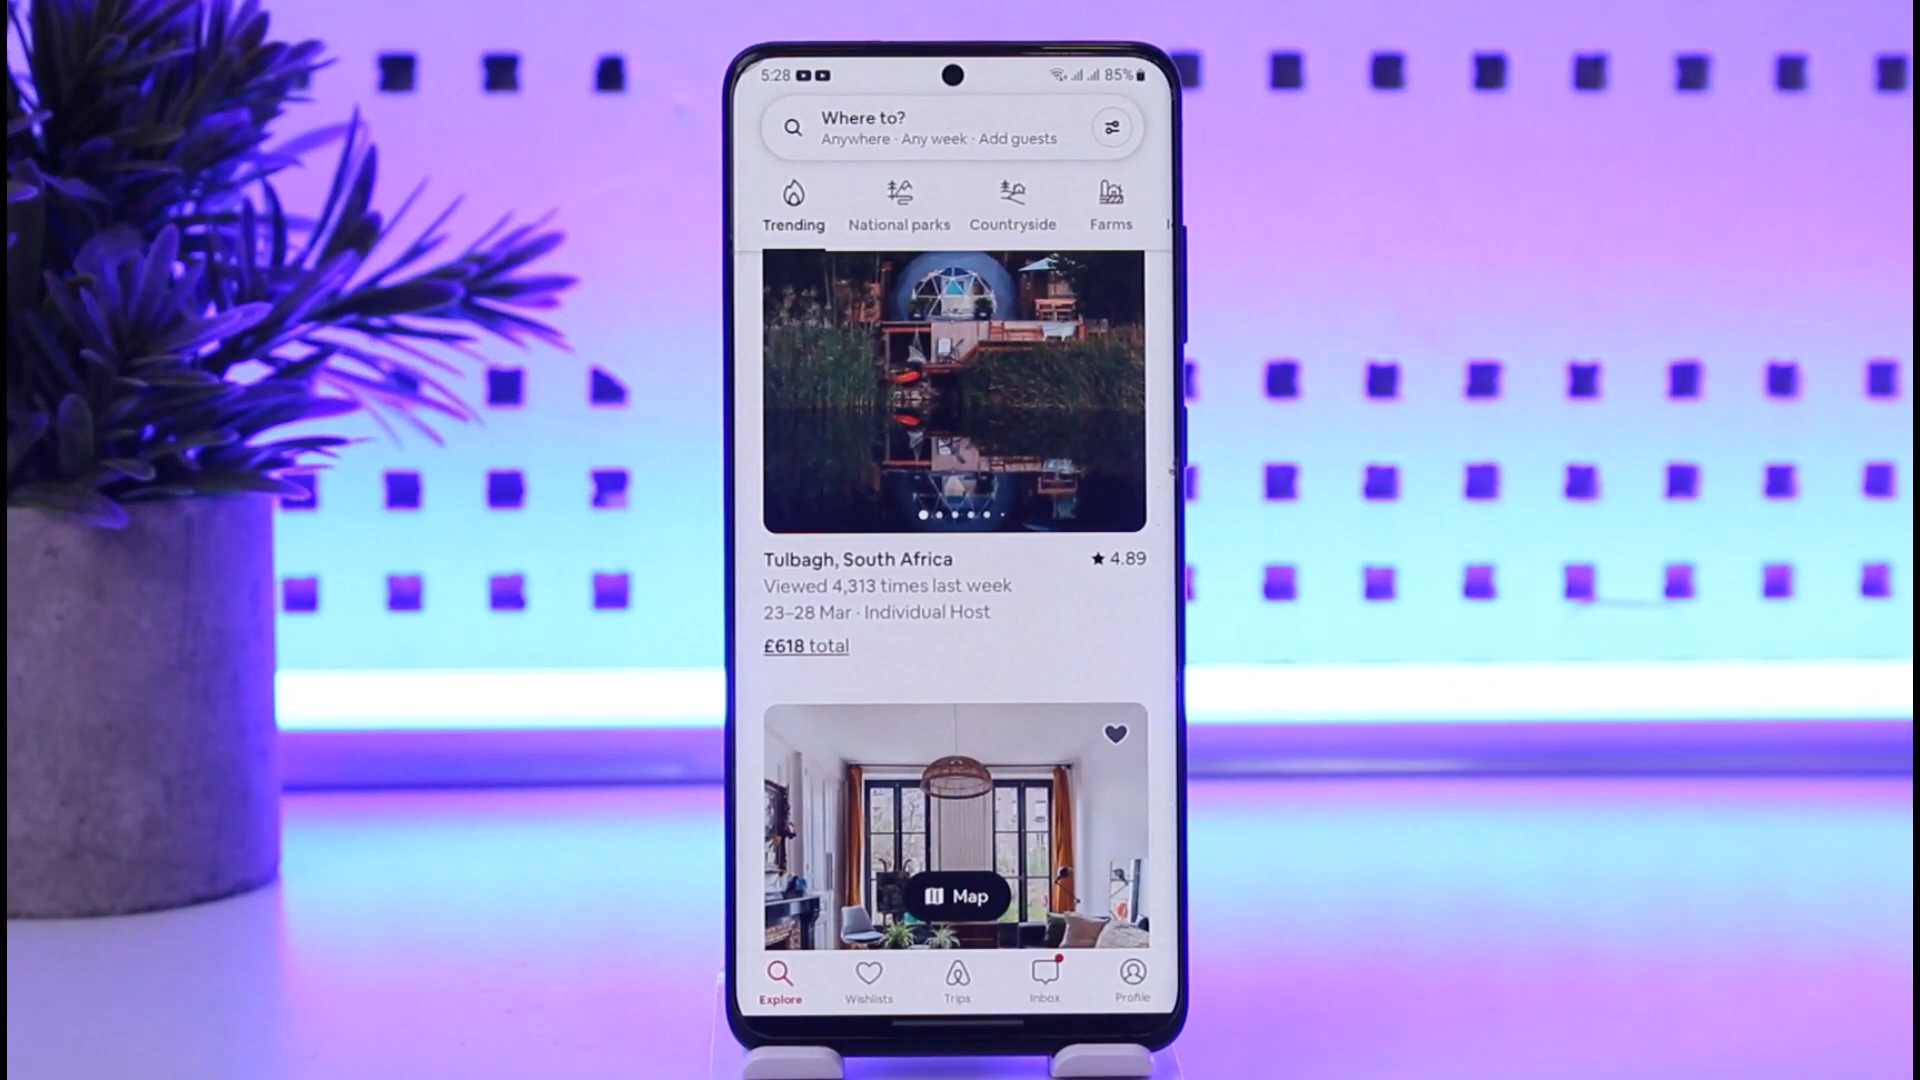 5:28
85%
Where to?
Anywhere · Any week · Add guests
Trending
National parks
Countryside
Farms
Tulbagh, South Africa
★ 4.89
Viewed 4,313 times last week
23–28 Mar · Individual Host
£618 total
Map
Explore
Wishlists
Trips
Inbox
Profile